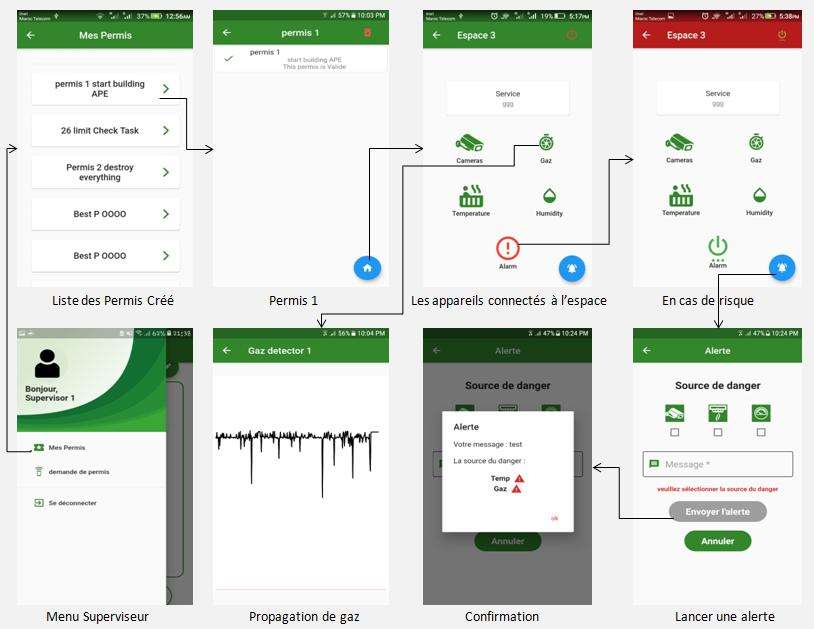 Maroc Telecom
37% 12:56AM
Mes Permis
permis 1 start building
APE
26 limit Check Task
Permis 2 destroy
everything
Best P OOOO
Best P OOOO
Liste des Permis Créé
57% 10:03 PM
permis 1
permis 1
start building APE
This permis is Valide
Permis 1
Maroc Telecom
19% 5:17PM
Espace 3
Service
999
Cameras
Gaz
Temperature
Humidity
Alarm
Les appareils connectés à l'espace
Maroc Telecom
27% 5:38PM
Espace 3
Service
999
Cameras
Gaz
Temperature
Humidity
Alarm
En cas de risque
63% 21:35
Bonjour,
Supervisor 1
Mes Permis
demande de permis
Se déconnecter
Menu Superviseur
56% 10:04 PM
Gaz detector 1
Propagation de gaz
47% 10:24 PM
Alerte
Source de danger
Alerte
Votre message : test
La source du danger :
Temp
Gaz
ok
Annuler
Confirmation
47% 10:24 PM
Alerte
Source de danger
Message *
veuillez sélectionner la source du danger
Envoyer l'alerte
Annuler
Lancer une alerte